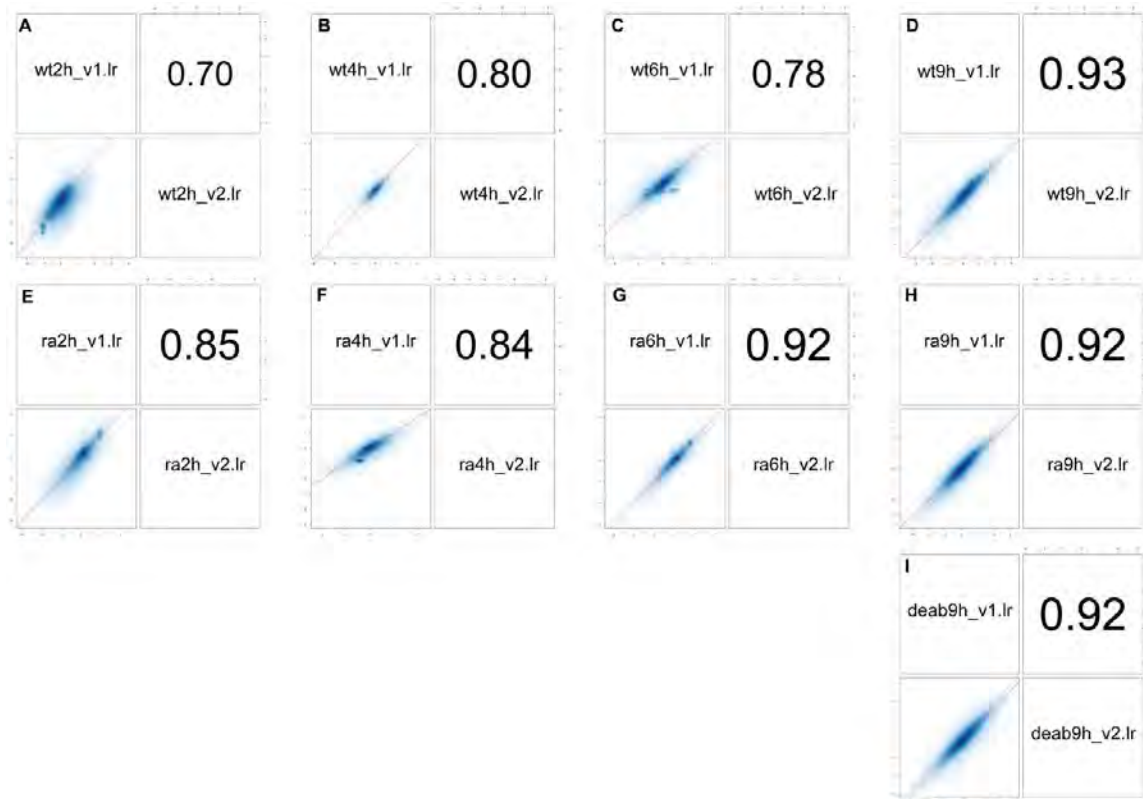 A
wt2h_v1.lr
0.70
wt2h_v2.lr
B
wt4h_v1.lr
0.80
wt4h_v2.lr
C
wt6h_v1.lr
0.78
wt6h_v2.lr
D
wt9h_v1.lr
0.93
wt9h_v2.lr
E
ra2h_v1.lr
0.85
ra2h_v2.lr
F
ra4h_v1.lr
0.84
ra4h_v2.lr
G
ra6h_v1.lr
0.92
ra6h_v2.lr
H
ra9h_v1.lr
0.92
ra9h_v2.lr
I
deab9h_v1.lr
0.92
deab9h_v2.lr